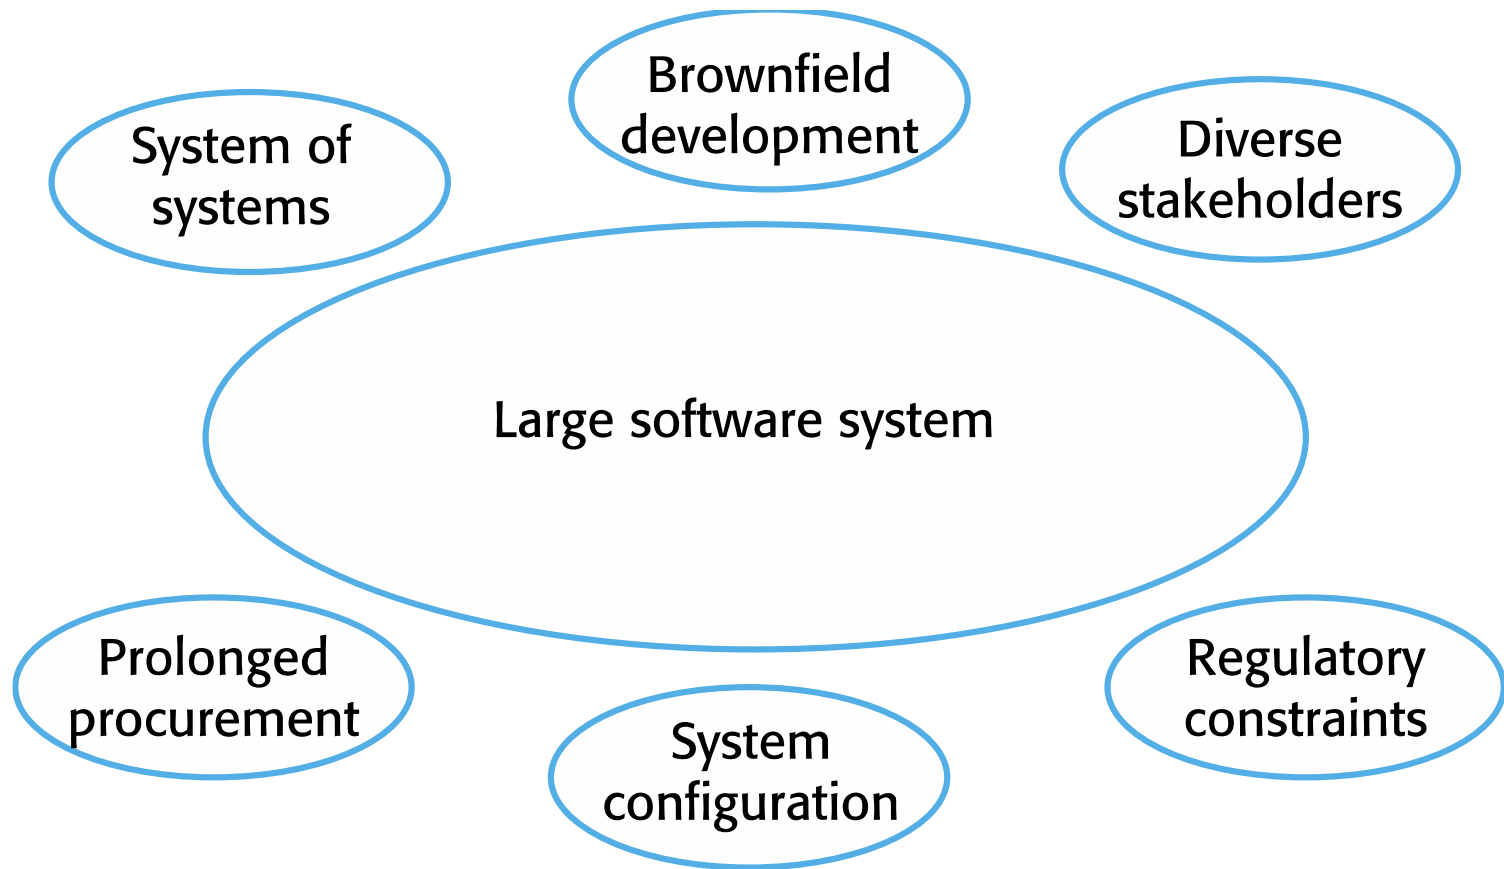 Brownfield
development
System of
systems
Diverse
stakeholders
Large software system
Prolonged
procurement
System
configuration
Regulatory
constraints